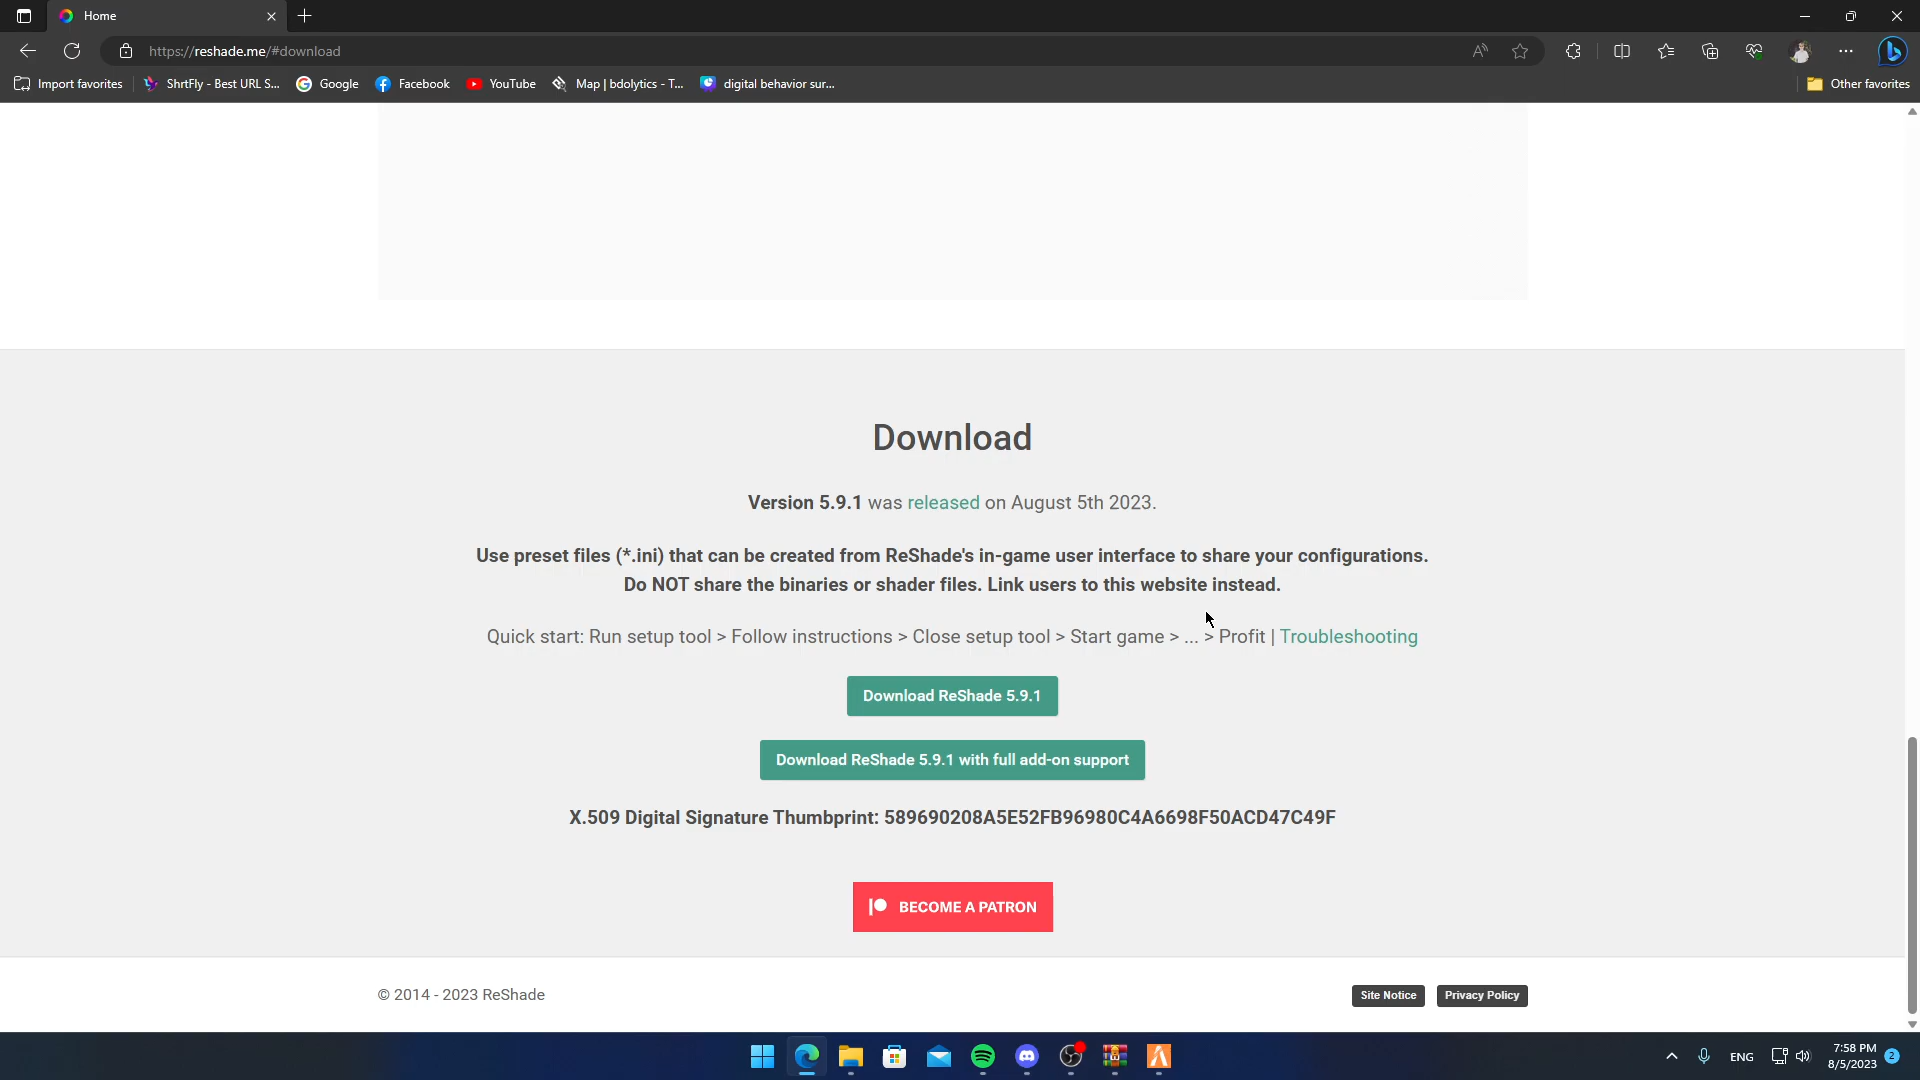 Home
https://reshade.me/#download
Import favorites
ShrtFly - Best URL S...
Google
Facebook
YouTube
Map | bdolytics - T...
digital behavior sur...
Other favorites
Download
Version 5.9.1 was released on August 5th 2023.
Use preset files (*.ini) that can be created from ReShade's in-game user interface to share your configurations.
Do NOT share the binaries or shader files. Link users to this website instead.
Quick start: Run setup tool > Follow instructions > Close setup tool > Start game > ... > Profit | Troubleshooting
Download ReShade 5.9.1
Download ReShade 5.9.1 with full add-on support
X.509 Digital Signature Thumbprint: 589690208A5E52FB96980C4A6698F50ACD47C49F
BECOME A PATRON
© 2014 - 2023 ReShade
Site Notice
Privacy Policy
ENG
7:58 PM
8/5/2023
2